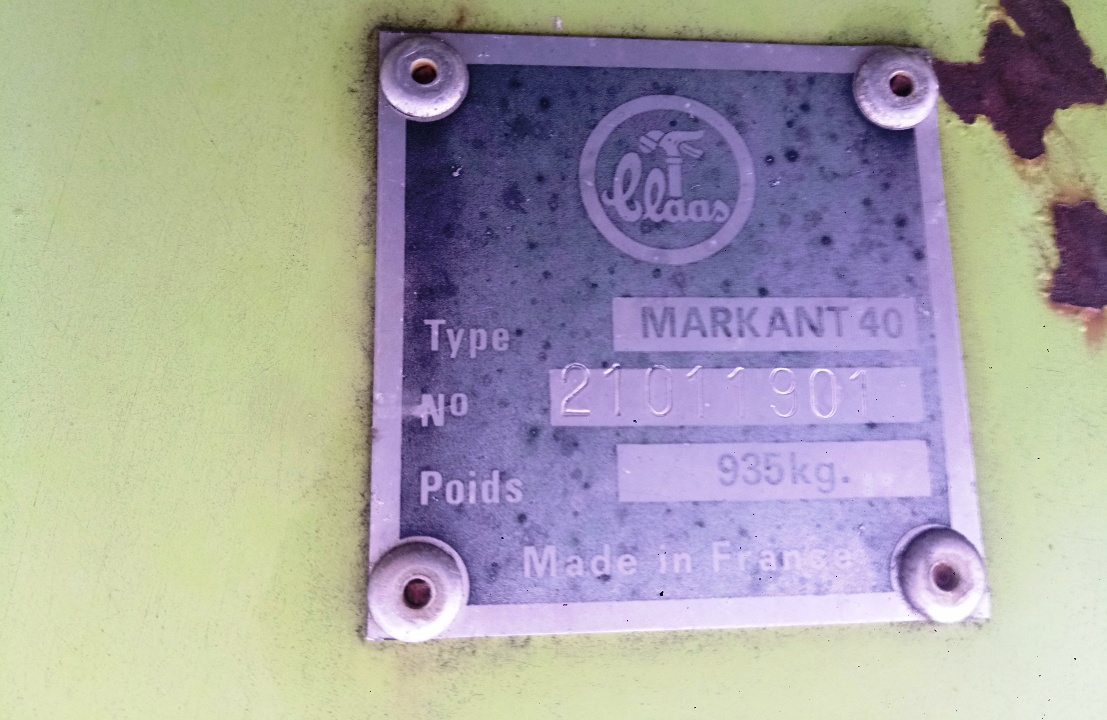 Claas
Type MARKANT 40
Nº 21011901
Poids 935kg.
Made in France